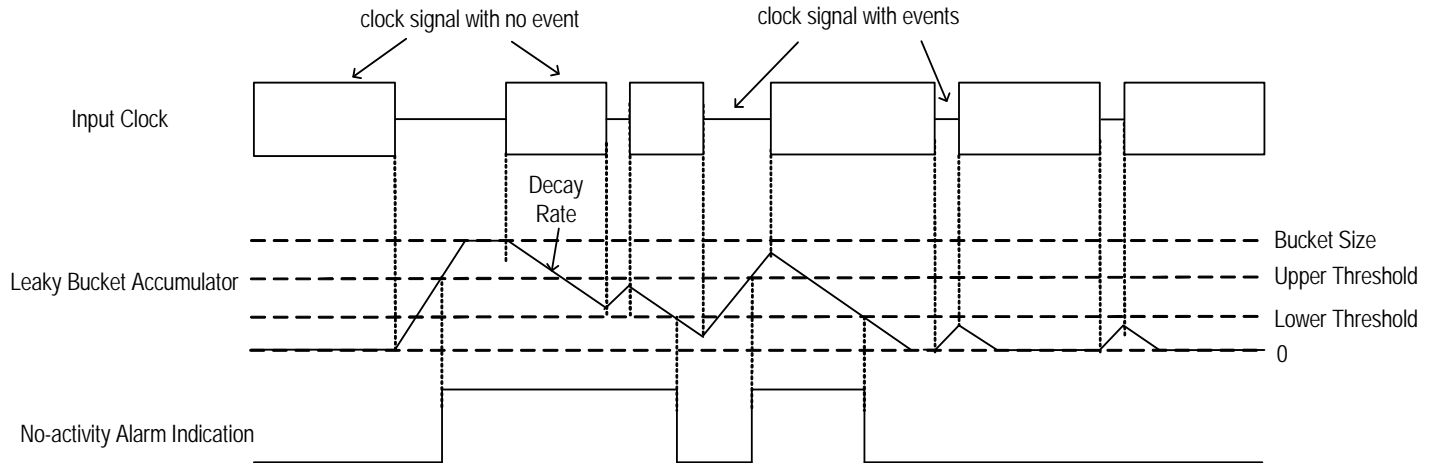 clock signal with no event
clock signal with events
Input Clock
Decay
Rate
Bucket Size
Leaky Bucket Accumulator
Upper Threshold
Lower Threshold
0
No-activity Alarm Indication